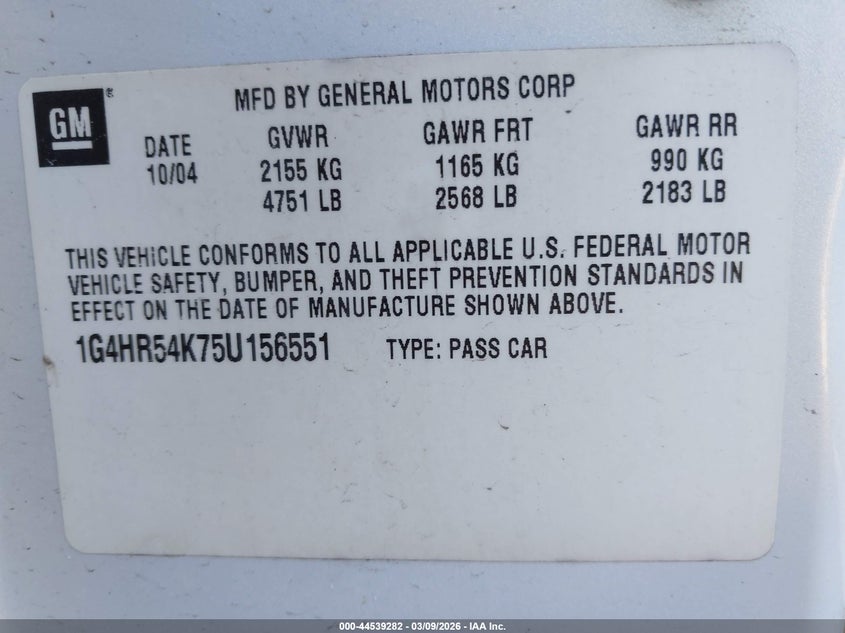 GM®
MFD BY GENERAL MOTORS CORP
DATE GVWR GAWR FRT GAWR RR
10/04 2155 KG 1165 KG 990 KG
4751 LB 2568 LB 2183 LB
THIS VEHICLE CONFORMS TO ALL APPLICABLE U.S. FEDERAL MOTOR
VEHICLE SAFETY, BUMPER, AND THEFT PREVENTION STANDARDS IN
EFFECT ON THE DATE OF MANUFACTURE SHOWN ABOVE.
1G4HR54K75U156551 TYPE: PASS CAR
000-44539282 - 03/09/2026 - IAA Inc.